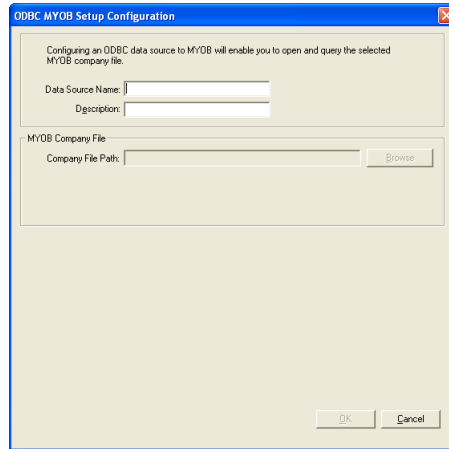 ODBC MYOB Setup Configuration
Configuring an ODBC data source to MYOB will enable you to open and query the selected
MYOB company file.
Data Source Name:
Description:
MYOB Company File
Company File Path:
Browse
OK
Cancel